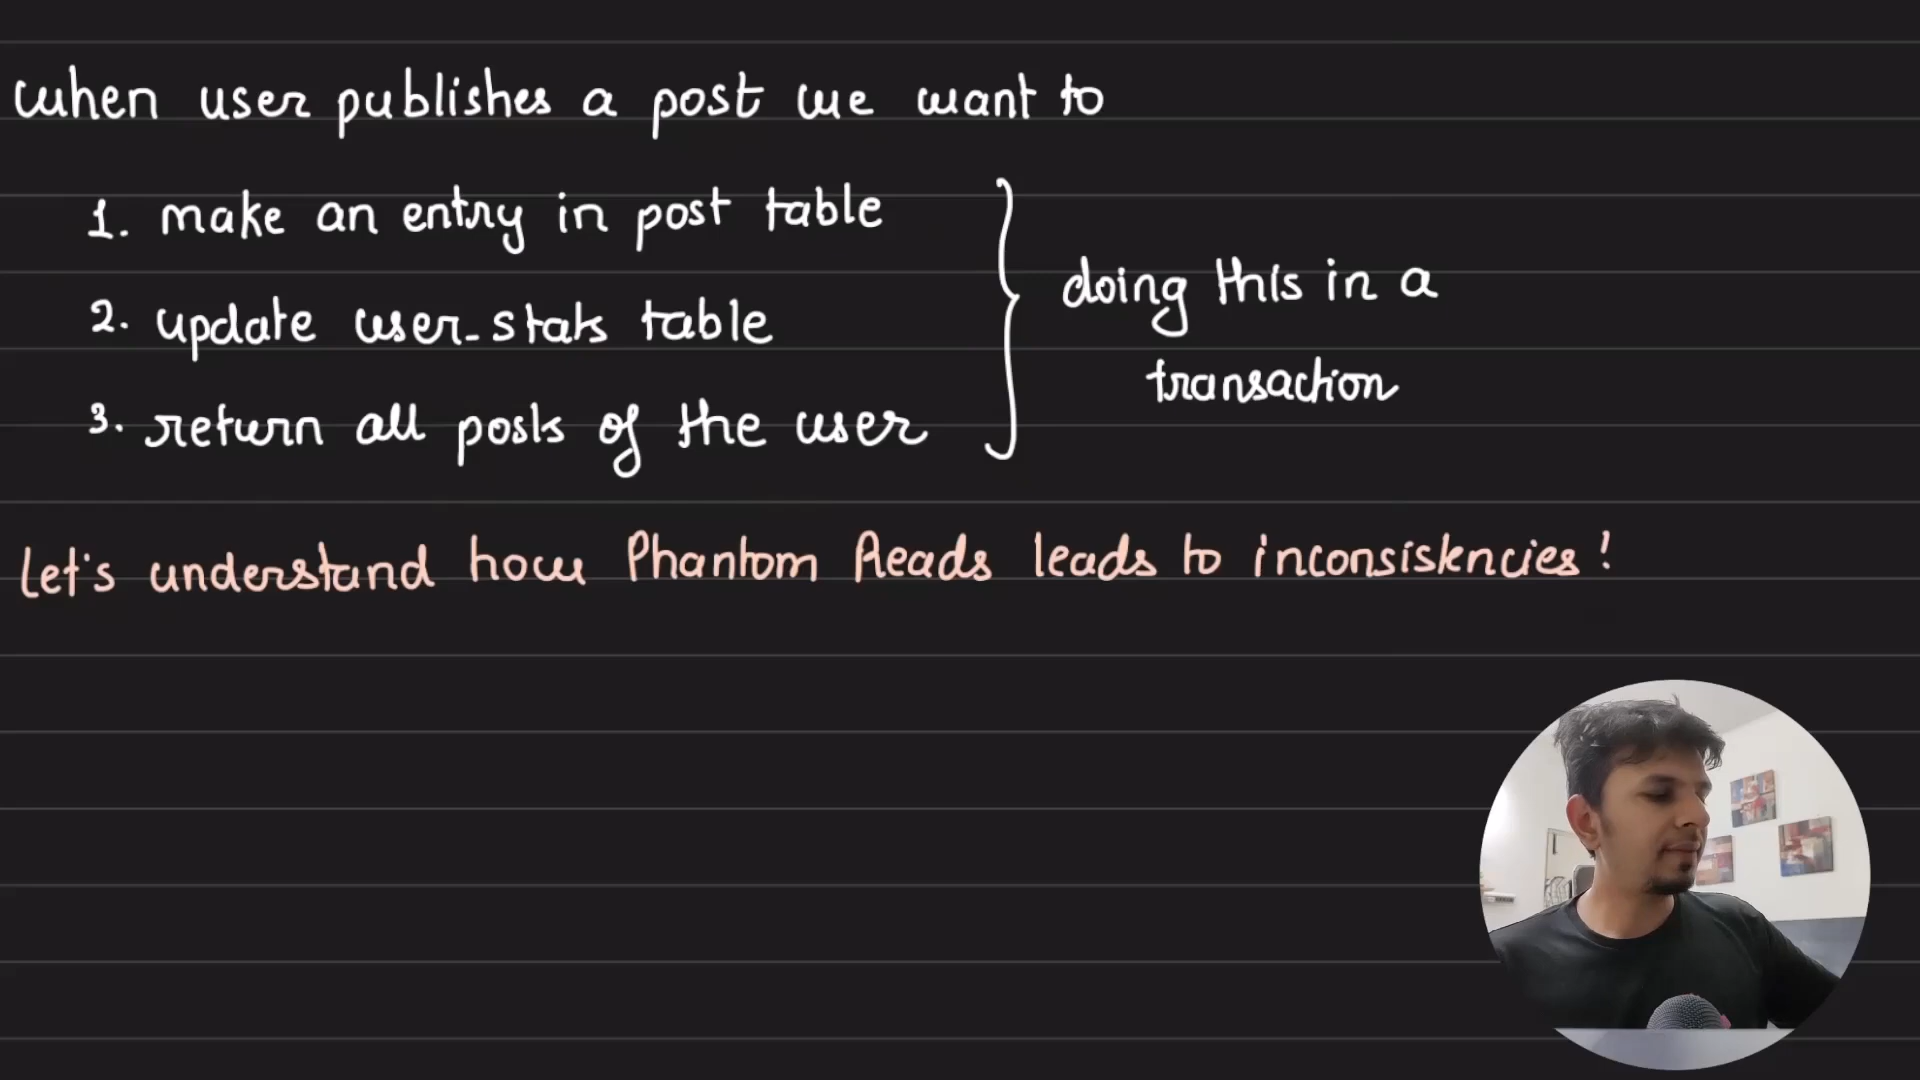 when user publishes a post we want to
1. make an entry in post table
2. update user_stats table
3. return all posts of the user
doing this in a
transaction
Let's understand how Phantom Reads leads to inconsistencies!